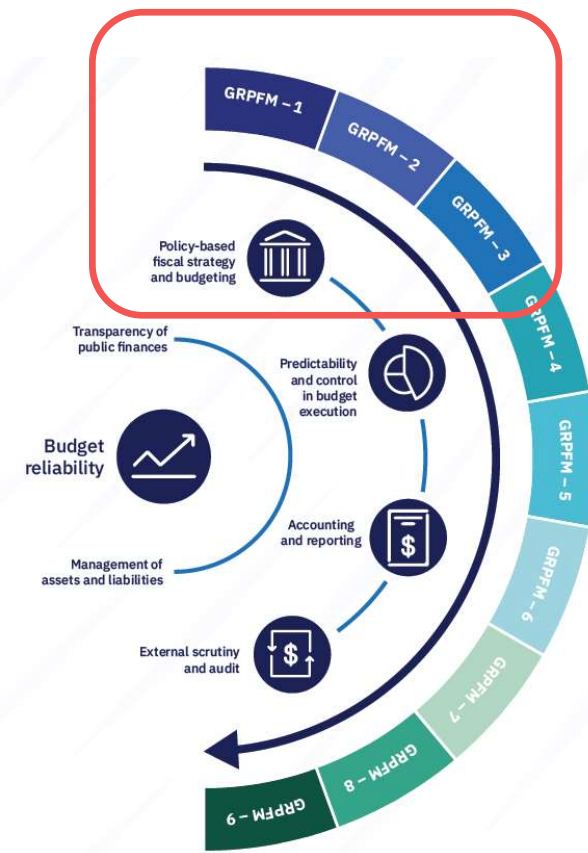 GRPFM – 1
GRPFM – 2
GRPFM – 3
GRPFM – 4
GRPFM – 5
GRPFM – 6
GRPFM – 7
GRPFM – 8
GRPFM – 9
Policy-based
fiscal strategy
and budgeting
Transparency of
public finances
Predictability
and control
in budget
execution
Budget
reliability
Accounting
and reporting
$
Management of
assets and liabilities
External scrutiny
and audit
$